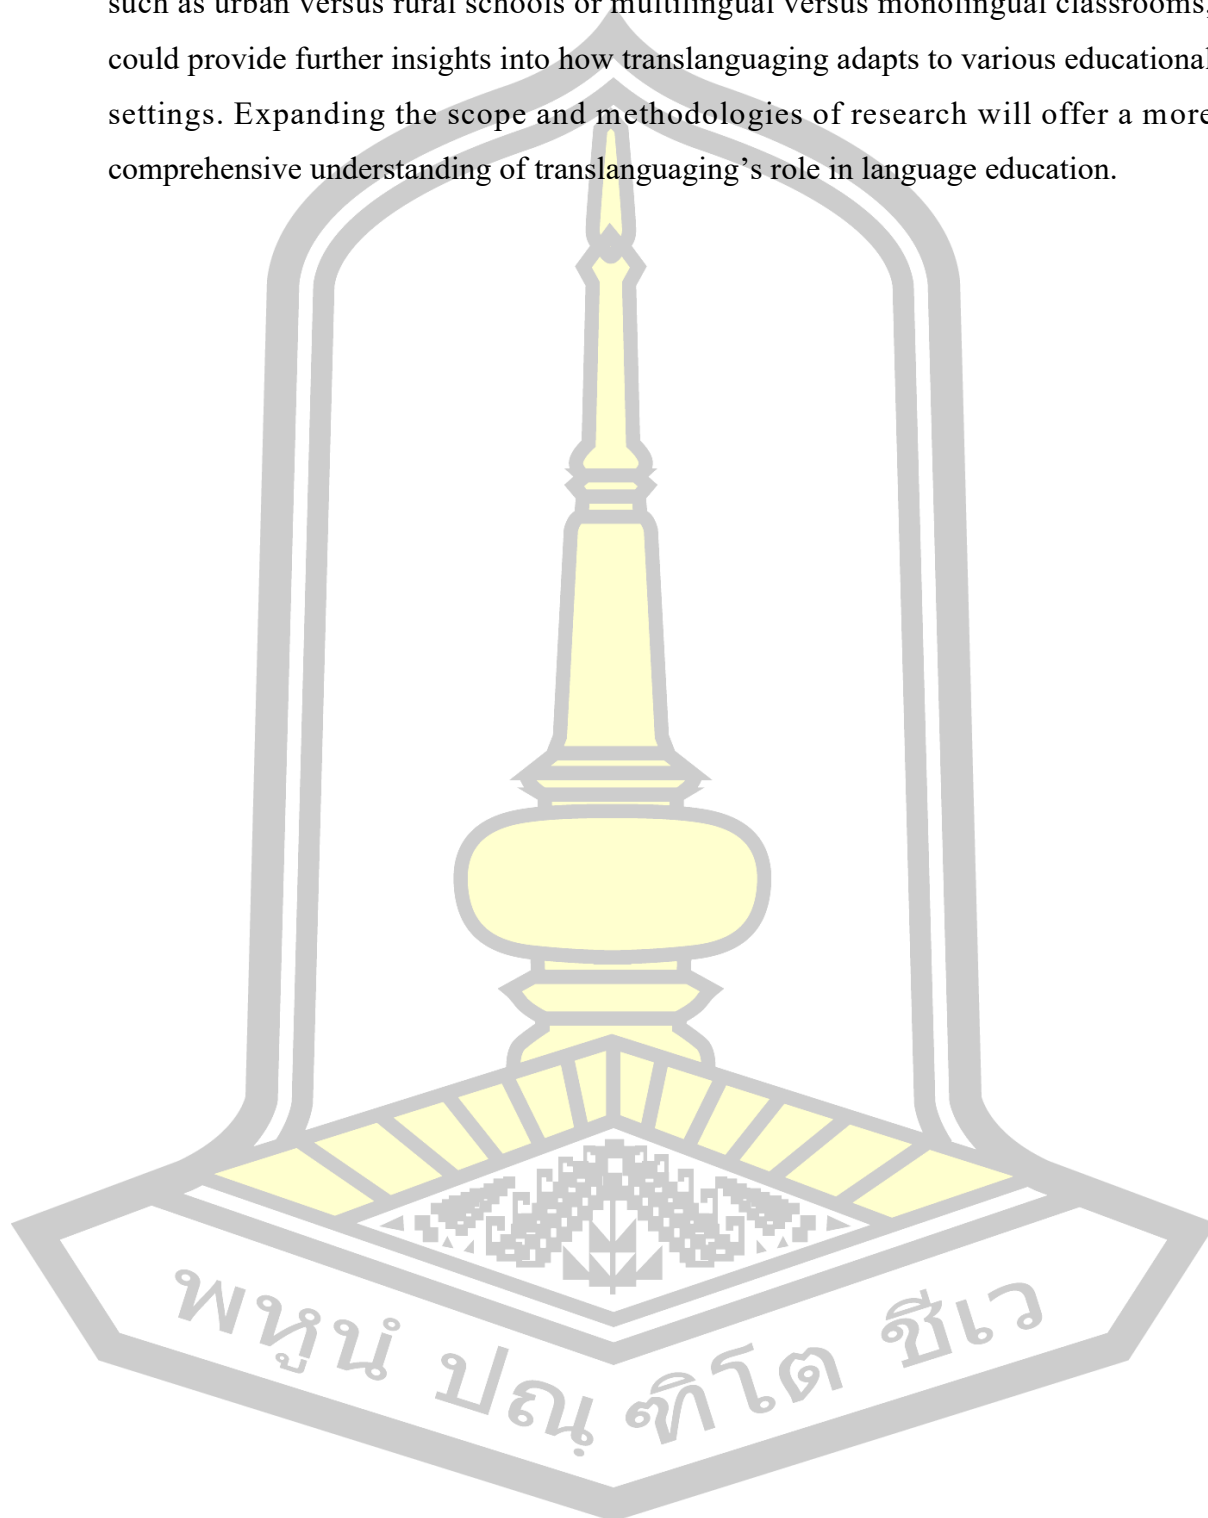 such as urban versus rural schools or multilingual versus monolingual classrooms,
could provide further insights into how translanguaging adapts to various educational
settings. Expanding the scope and methodologies of research will offer a more
comprehensive understanding of translanguaging’s role in language education.
พหูนํ ปณฺฑิโต ชีเว